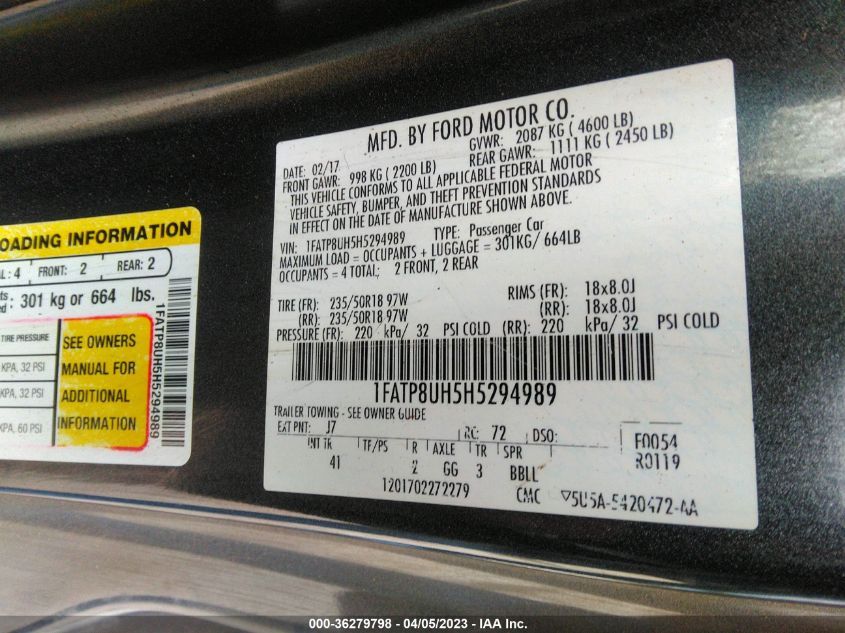 OADING INFORMATION
L : 4 FRONT: 2 REAR: 2
301 kg or 664 lbs.
TIRE PRESSURE
KPA, 32 PSI
KPA, 32 PSI
KPA, 60 PSI
SEE OWNERS
MANUAL FOR
ADDITIONAL
INFORMATION
1FATP8UH5H5294989
MFD. BY FORD MOTOR CO.
DATE: 02/17 GVWR: 2087 KG ( 4600 LB)
FRONT GAWR: 998 KG ( 2200 LB) REAR GAWR: 1111 KG ( 2450 LB)
THIS VEHICLE CONFORMS TO ALL APPLICABLE FEDERAL MOTOR
VEHICLE SAFETY, BUMPER, AND THEFT PREVENTION STANDARDS
IN EFFECT ON THE DATE OF MANUFACTURE SHOWN ABOVE.
VIN: 1FATP8UH5H5294989 TYPE: Passenger Car
MAXIMUM LOAD = OCCUPANTS + LUGGAGE = 301KG/ 664LB
OCCUPANTS = 4 TOTAL; 2 FRONT, 2 REAR
TIRE (FR): 235/50R18 97W RIMS (FR): 18x8.0J
(RR): 235/50R18 97W (RR): 18x8.0J
PRESSURE (FR): 220 kPa/ 32 PSI COLD (RR): 220 kPa/ 32 PSI COLD
1FATP8UH5H5294989
TRAILER TOWING - SEE OWNER GUIDE
EXT PNT: J7 RC: 72 DSO: F0054
INT TR TF/PS R AXLE TR SPR R0119
41 2 GG 3 BBLL
1201702272279 CMC 5U5A-5420472-AA
000-36279798 - 04/05/2023 - IAA Inc.